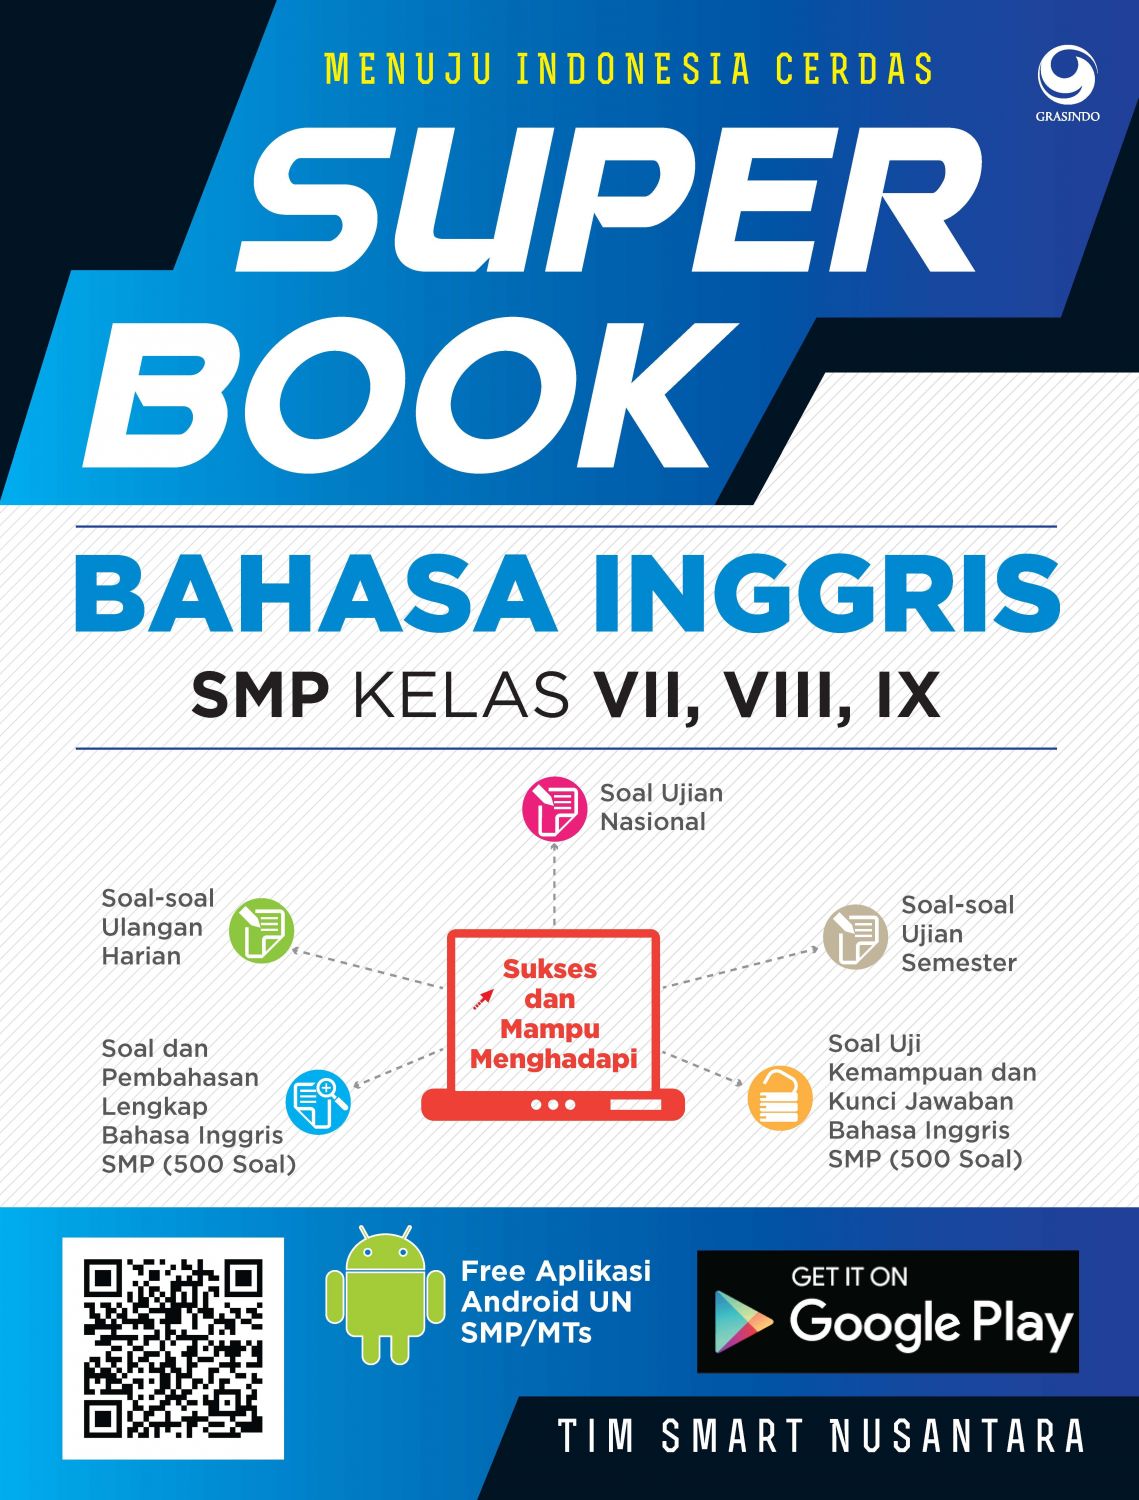 MENUJU INDONESIA CERDAS
GRASINDO
SUPER
BOOK
BAHASA INGGRIS
SMP KELAS VII, VIII, IX
Soal Ujian
Nasional
Soal-soal
Ulangan
Harian
Soal-soal
Ujian
Semester
Sukses
dan
Mampu
Menghadapi
Soal dan
Pembahasan
Lengkap
Bahasa Inggris
SMP (500 Soal)
Soal Uji
Kemampuan dan
Kunci Jawaban
Bahasa Inggris
SMP (500 Soal)
Free Aplikasi
Android UN
SMP/MTs
GET IT ON
Google Play
TIM SMART NUSANTARA